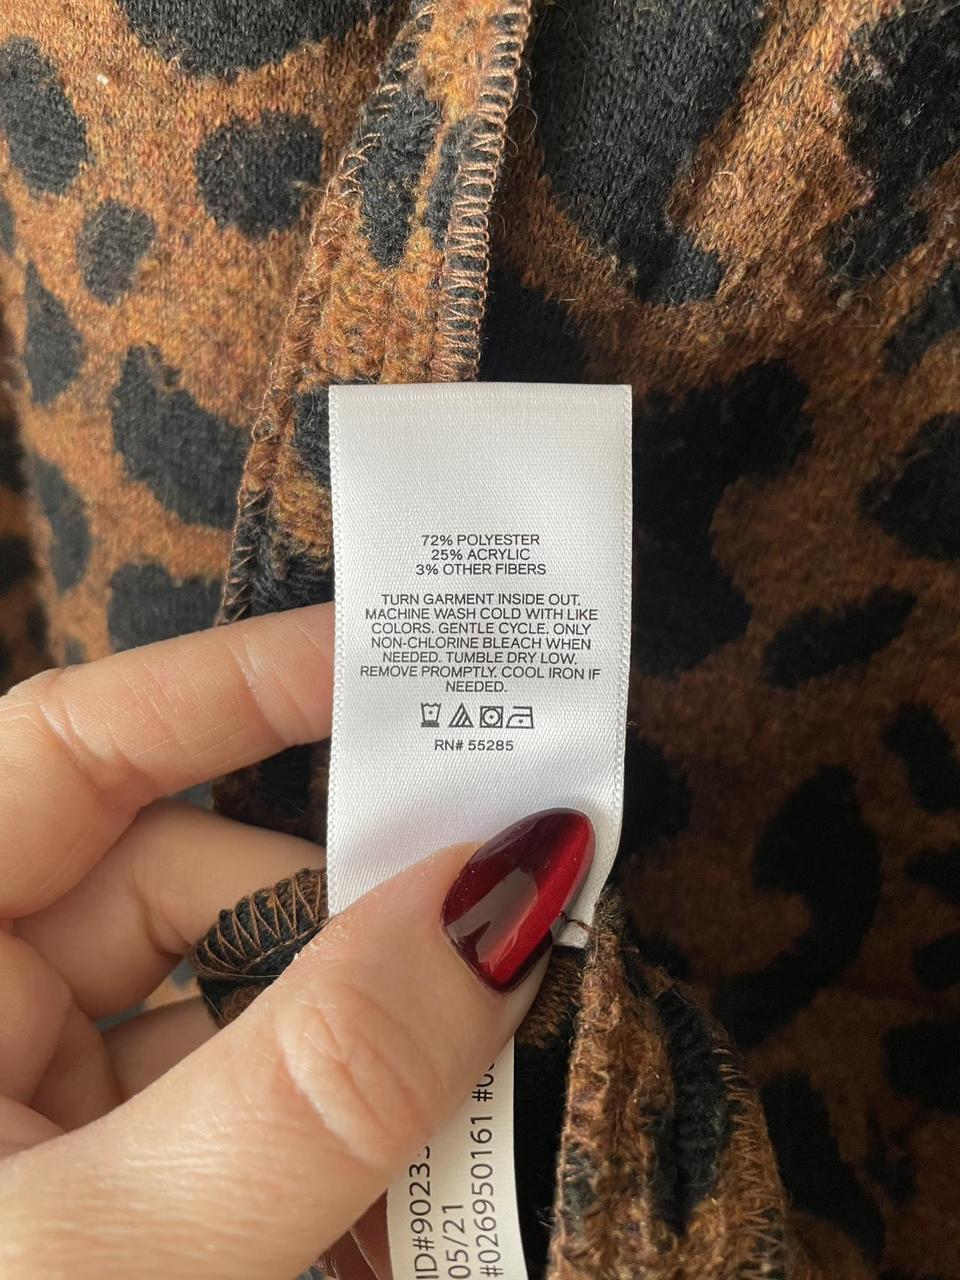 72% POLYESTER
25% ACRYLIC
3% OTHER FIBERS
TURN GARMENT INSIDE OUT.
MACHINE WASH COLD WITH LIKE
COLORS. GENTLE CYCLE. ONLY
NON-CHLORINE BLEACH WHEN
NEEDED. TUMBLE DRY LOW.
REMOVE PROMPTLY. COOL IRON IF
NEEDED.
RN# 55285
05/21
#026950161